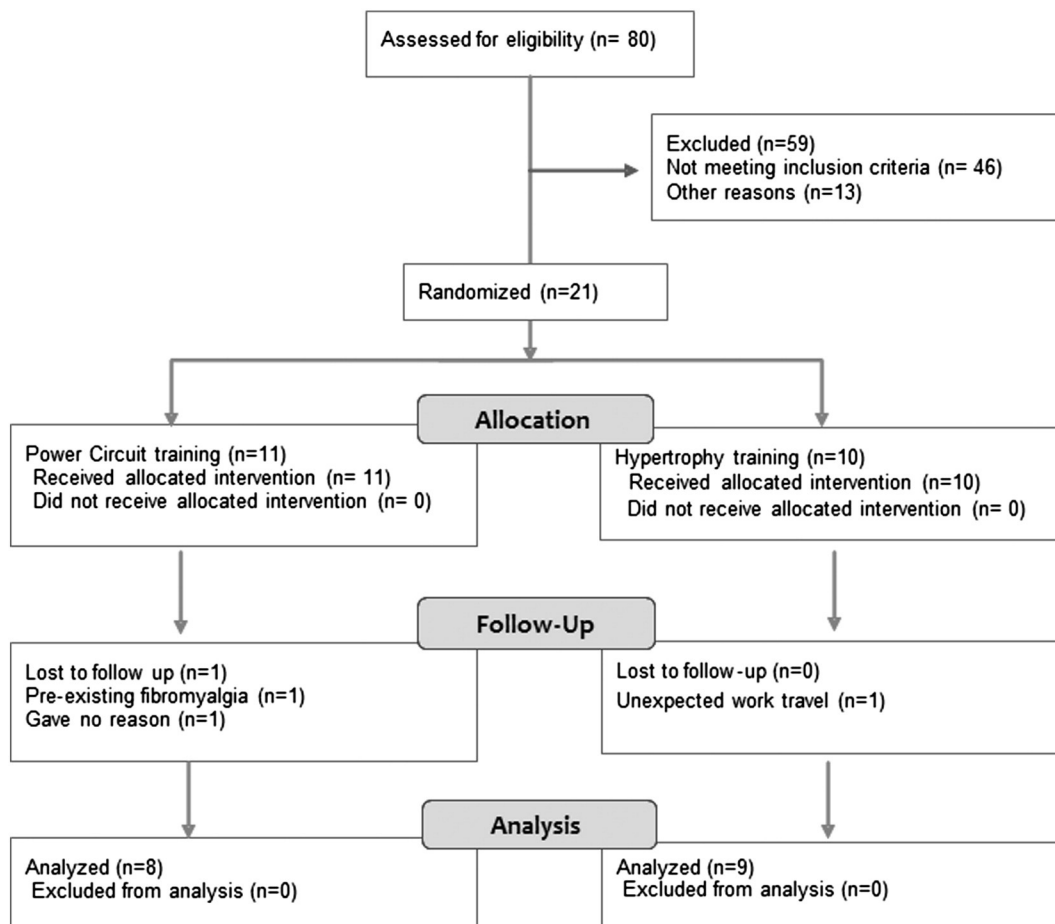 Assessed for eligibility (n= 80)
Excluded (n=59)
Not meeting inclusion criteria (n= 46)
Other reasons (n=13)
Randomized (n=21)
Allocation
Power Circuit training (n=11)
Received allocated intervention (n= 11)
Did not receive allocated intervention (n= 0)
Hypertrophy training (n=10)
Received allocated intervention (n=10)
Did not receive allocated intervention (n= 0)
Follow-Up
Lost to follow up (n=1)
Pre-existing fibromyalgia (n=1)
Gave no reason (n=1)
Lost to follow-up (n=0)
Unexpected work travel (n=1)
Analysis
Analyzed (n=8)
Excluded from analysis (n=0)
Analyzed (n=9)
Excluded from analysis (n=0)